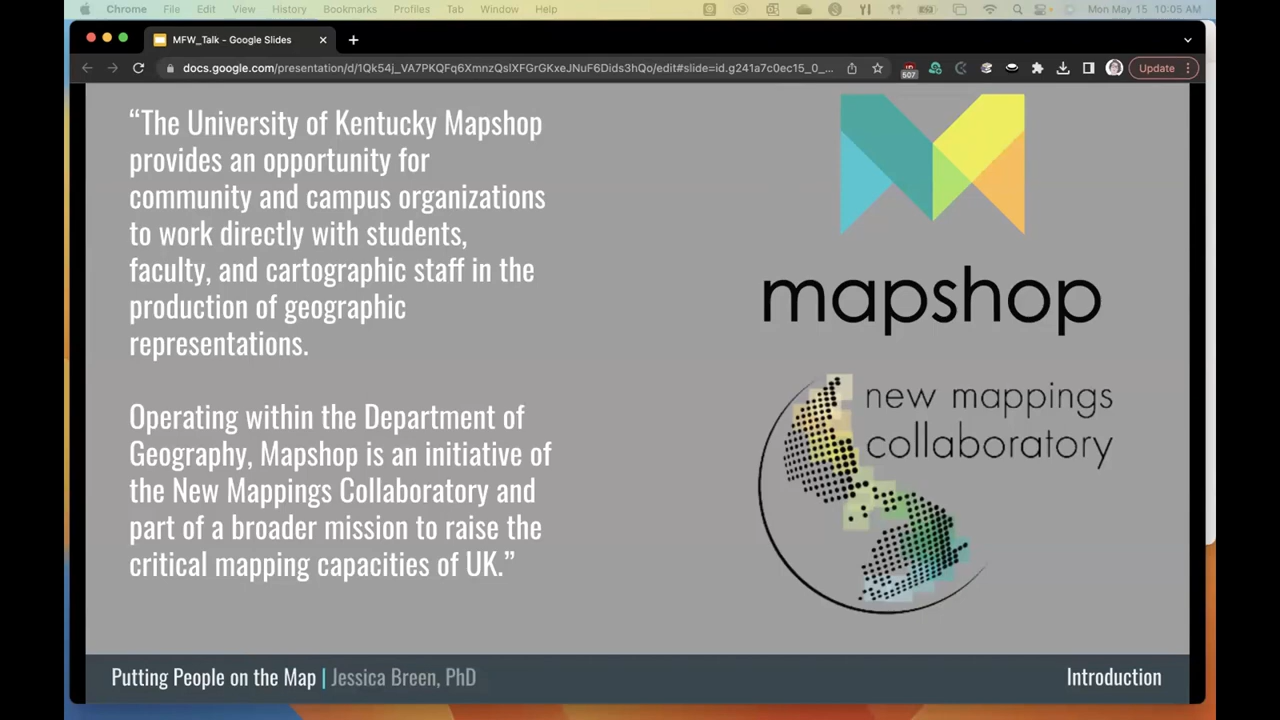 Chrome File Edit View History Bookmarks Profiles Tab Window Help Mon May 15 10:05 AM
MFW_Talk - Google Slides
docs.google.com/presentation/d/1Qk54j_VA7PKQFq6XmnzQsIXFGrGKxeJNuF6Dids3hQo/edit#slide=id.g241a7c0ec15_0_... 507 Update
“The University of Kentucky Mapshop
provides an opportunity for
community and campus organizations
to work directly with students,
faculty, and cartographic staff in the
production of geographic
representations.
Operating within the Department of
Geography, Mapshop is an initiative of
the New Mappings Collaboratory and
part of a broader mission to raise the
critical mapping capacities of UK.”
mapshop
new mappings
collaboratory
Putting People on the Map | Jessica Breen, PhD
Introduction